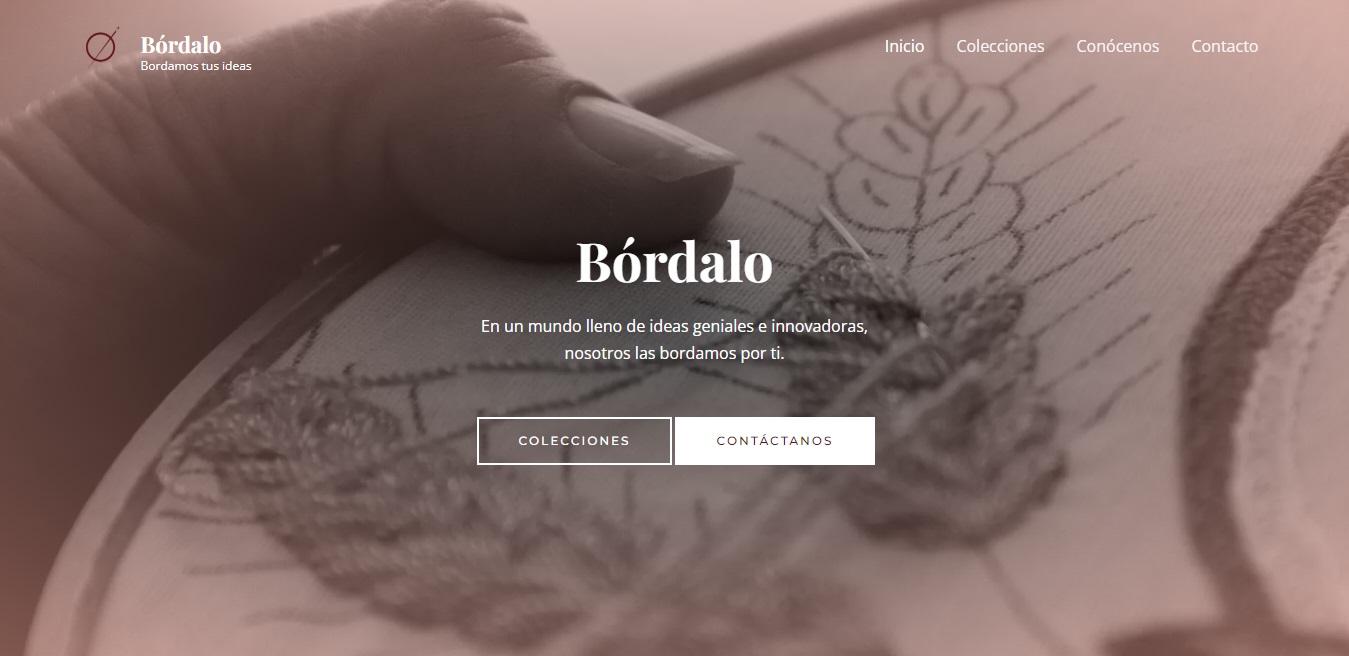 Bórdalo
Bordamos tus ideas
Inicio Colecciones Conócenos Contacto
Bórdalo
En un mundo lleno de ideas geniales e innovadoras,
nosotros las bordamos por ti.
COLECCIONES CONTÁCTANOS